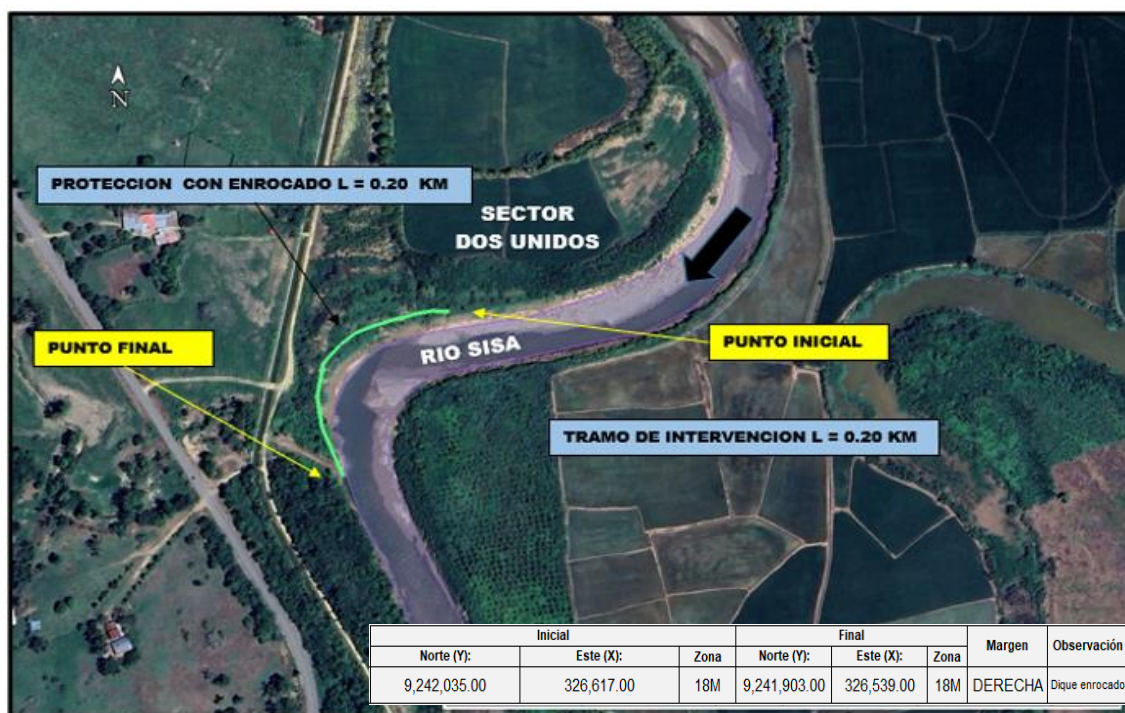 N
PROTECCION CON ENROCADO L = 0.20 KM
SECTOR
DOS UNIDOS
PUNTO FINAL
RIO SISA
PUNTO INICIAL
TRAMO DE INTERVENCION L = 0.20 KM
Inicial Final Margen Observación
Norte (Y): Este (X): Zona Norte (Y): Este (X): Zona
9,242,035.00 326,617.00 18M 9,241,903.00 326,539.00 18M DERECHA Dique enrocado